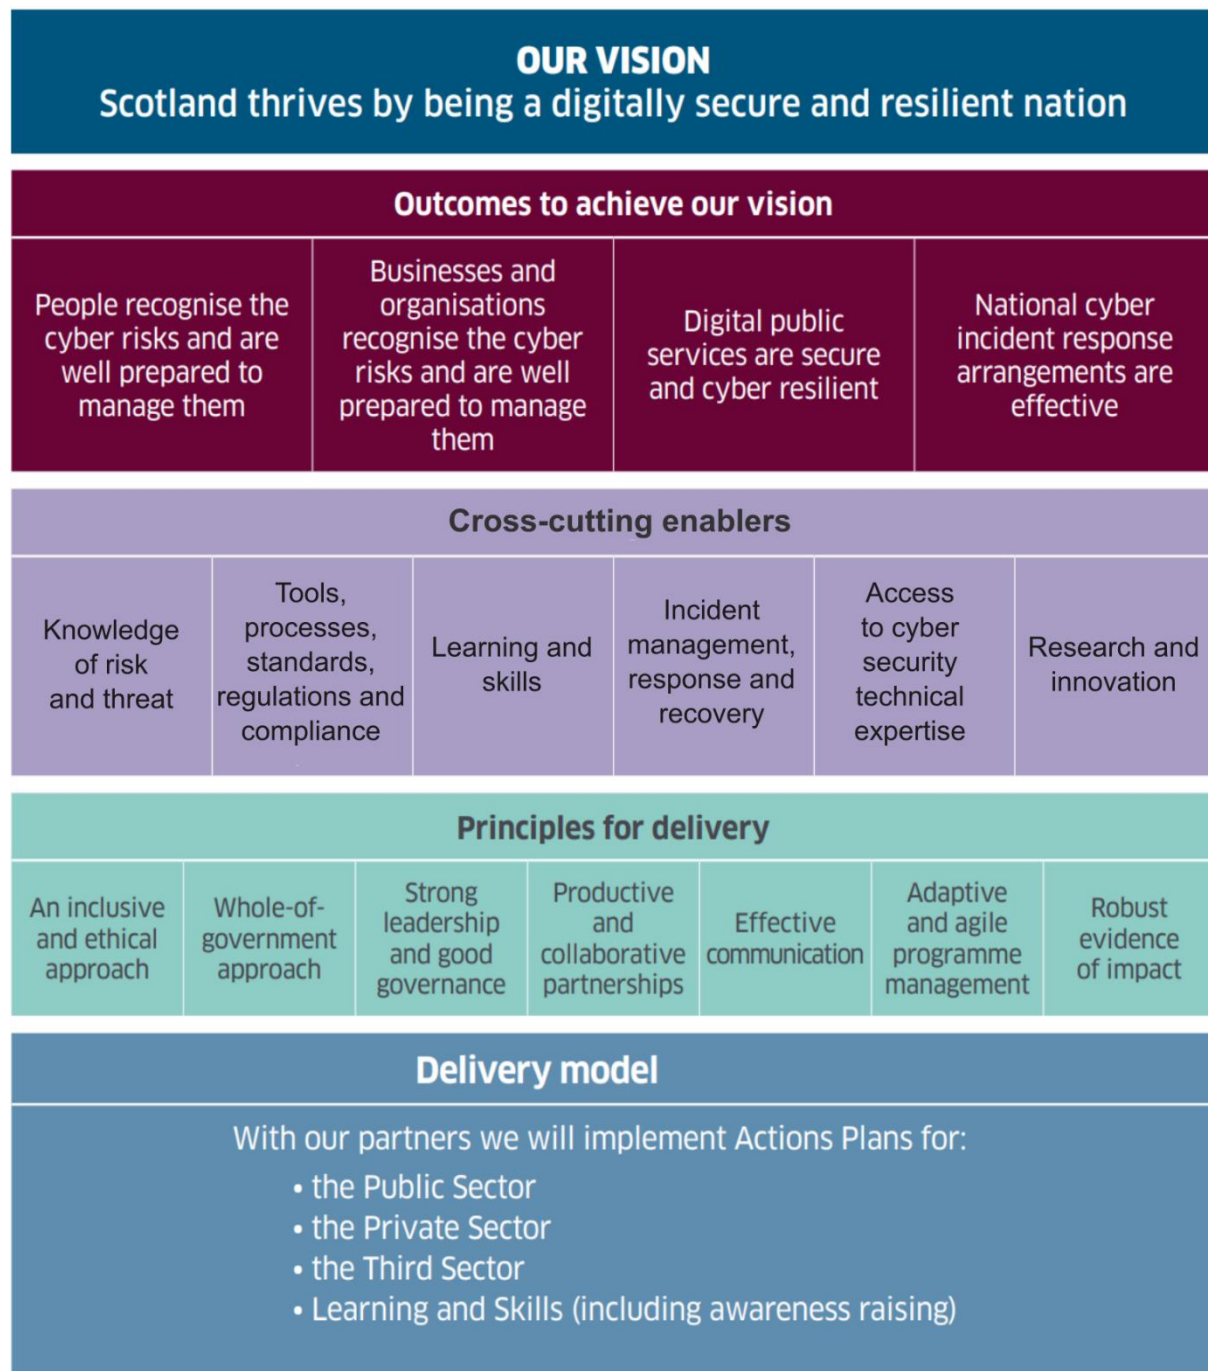 OUR VISION
Scotland thrives by being a digitally secure and resilient nation
Outcomes to achieve our vision
People recognise the
cyber risks and are
well prepared to
manage them
Businesses and
organisations
recognise the cyber
risks and are well
prepared to manage
them
Digital public
services are secure
and cyber resilient
National cyber
incident response
arrangements are
effective
Cross-cutting enablers
Knowledge
of risk
and threat
Tools,
processes,
standards,
regulations and
compliance
Learning and
skills
Incident
management,
response and
recovery
Access
to cyber
security
technical
expertise
Research and
innovation
Principles for delivery
An inclusive
and ethical
approach
Whole-of-
government
approach
Strong
leadership
and good
governance
Productive
and
collaborative
partnerships
Effective
communication
Adaptive
and agile
programme
management
Robust
evidence
of impact
Delivery model
With our partners we will implement Actions Plans for:
• the Public Sector
• the Private Sector
• the Third Sector
• Learning and Skills (including awareness raising)